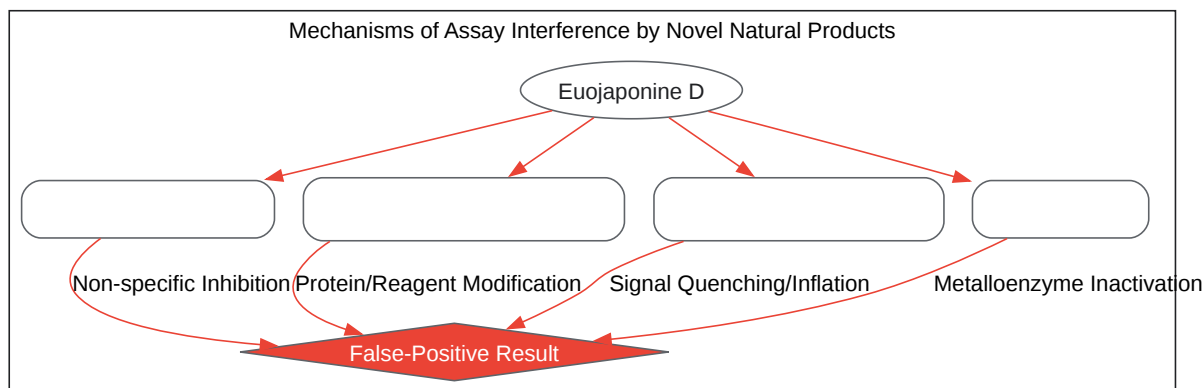 Mechanisms of Assay Interference by Novel Natural Products
Euojaponine D
Non-specific Inhibition
Protein/Reagent Modification
Signal Quenching/Inflation
Metalloenzyme Inactivation
False-Positive Result